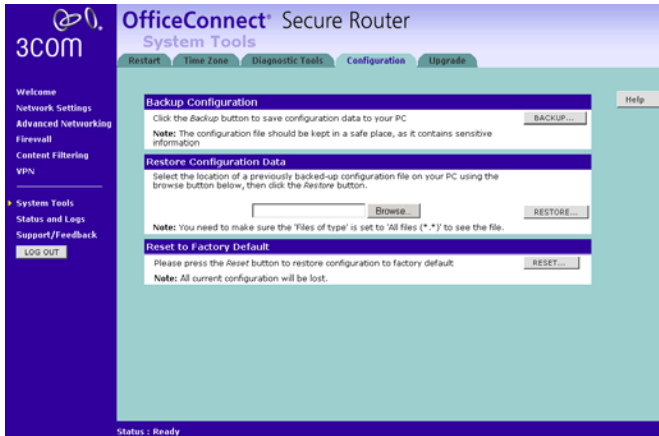 3COM
OfficeConnect® Secure Router
System Tools
Restart
Time Zone
Diagnostic Tools
Configuration
Upgrade
Welcome
Network Settings
Advanced Networking
Firewall
Content Filtering
VPN
System Tools
Status and Logs
Support/Feedback
LOG OUT
Help
Backup Configuration
Click the Backup button to save configuration data to your PC
BACKUP...
Note: The configuration file should be kept in a safe place, as it contains sensitive
information
Restore Configuration Data
Select the location of a previously backed-up configuration file on your PC using the
browse button below, then click the Restore button.
Browse...
RESTORE...
Note: You need to make sure the 'Files of type' is set to 'All files (*.*)' to see the file.
Reset to Factory Default
Please press the Reset button to restore configuration to factory default
RESET...
Note: All current configuration will be lost.
Status : Ready